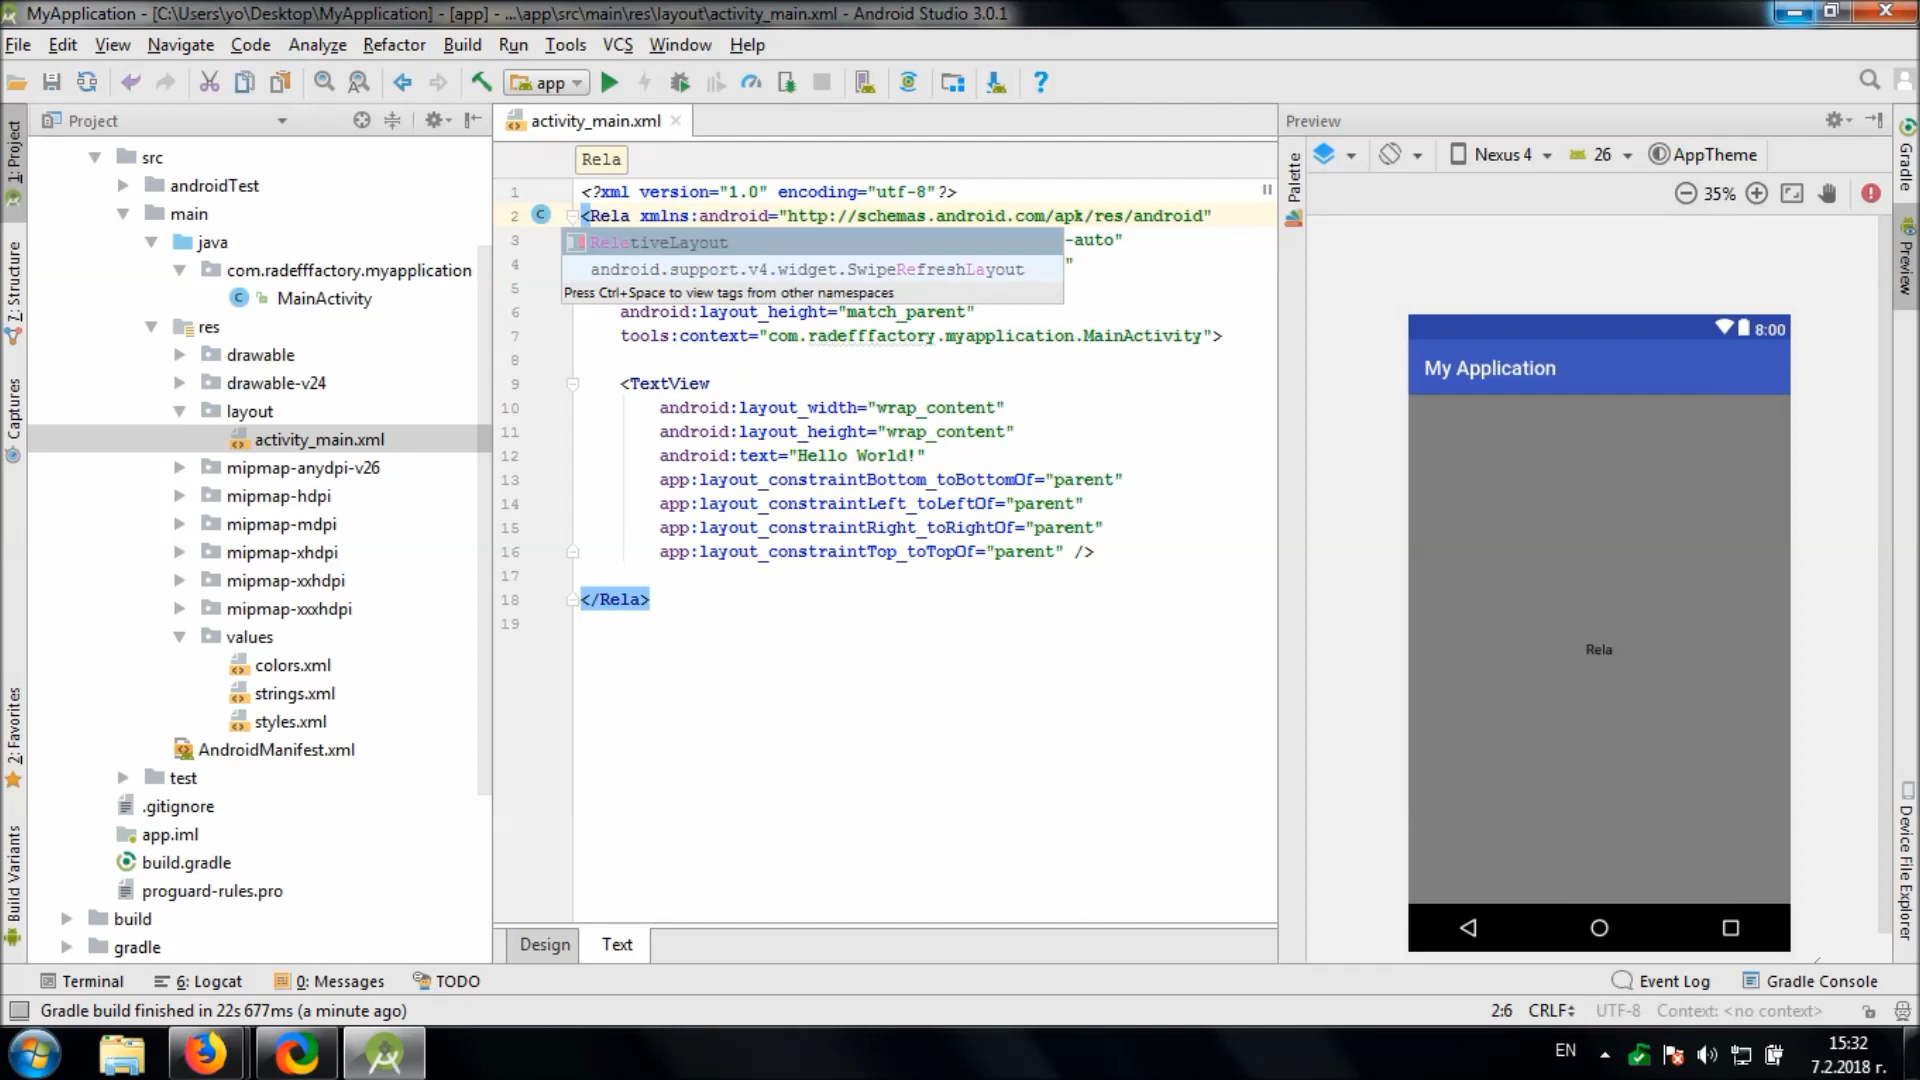 MyApplication - [C:\Users\yo\Desktop\MyApplication] - [app] - ...\app\src\main\res\layout\activity_main.xml - Android Studio 3.0.1
File Edit View Navigate Code Analyze Refactor Build Run Tools VCS Window Help
app
Project
activity_main.xml
Preview
1: Project
7: Structure
Captures
2: Favorites
Build Variants
src
androidTest
main
java
com.radefffactory.myapplication
MainActivity
res
drawable
drawable-v24
layout
activity_main.xml
mipmap-anydpi-v26
mipmap-hdpi
mipmap-mdpi
mipmap-xhdpi
mipmap-xxhdpi
mipmap-xxxhdpi
values
colors.xml
strings.xml
styles.xml
AndroidManifest.xml
test
.gitignore
app.iml
build.gradle
proguard-rules.pro
build
gradle
Rela
1 <?xml version="1.0" encoding="utf-8"?>
2 <Rela xmlns:android="http://schemas.android.com/apk/res/android"
3 -auto"
RelativeLayout
4 "
android.support.v4.widget.SwipeRefreshLayout
5
Press Ctrl+Space to view tags from other namespaces
6 android:layout_height="match_parent"
7 tools:context="com.radefffactory.myapplication.MainActivity">
8
9 <TextView
10 android:layout_width="wrap_content"
11 android:layout_height="wrap_content"
12 android:text="Hello World!"
13 app:layout_constraintBottom_toBottomOf="parent"
14 app:layout_constraintLeft_toLeftOf="parent"
15 app:layout_constraintRight_toRightOf="parent"
16 app:layout_constraintTop_toTopOf="parent" />
17
18 </Rela>
19
Design Text
Palette
Nexus 4 26 AppTheme
35%
8:00
My Application
Rela
Gradle
Preview
Device File Explorer
Terminal 6: Logcat 0: Messages TODO Event Log Gradle Console
Gradle build finished in 22s 677ms (a minute ago) 2:6 CRLF UTF-8 Context: <no context>
EN 15:32
7.2.2018 г.